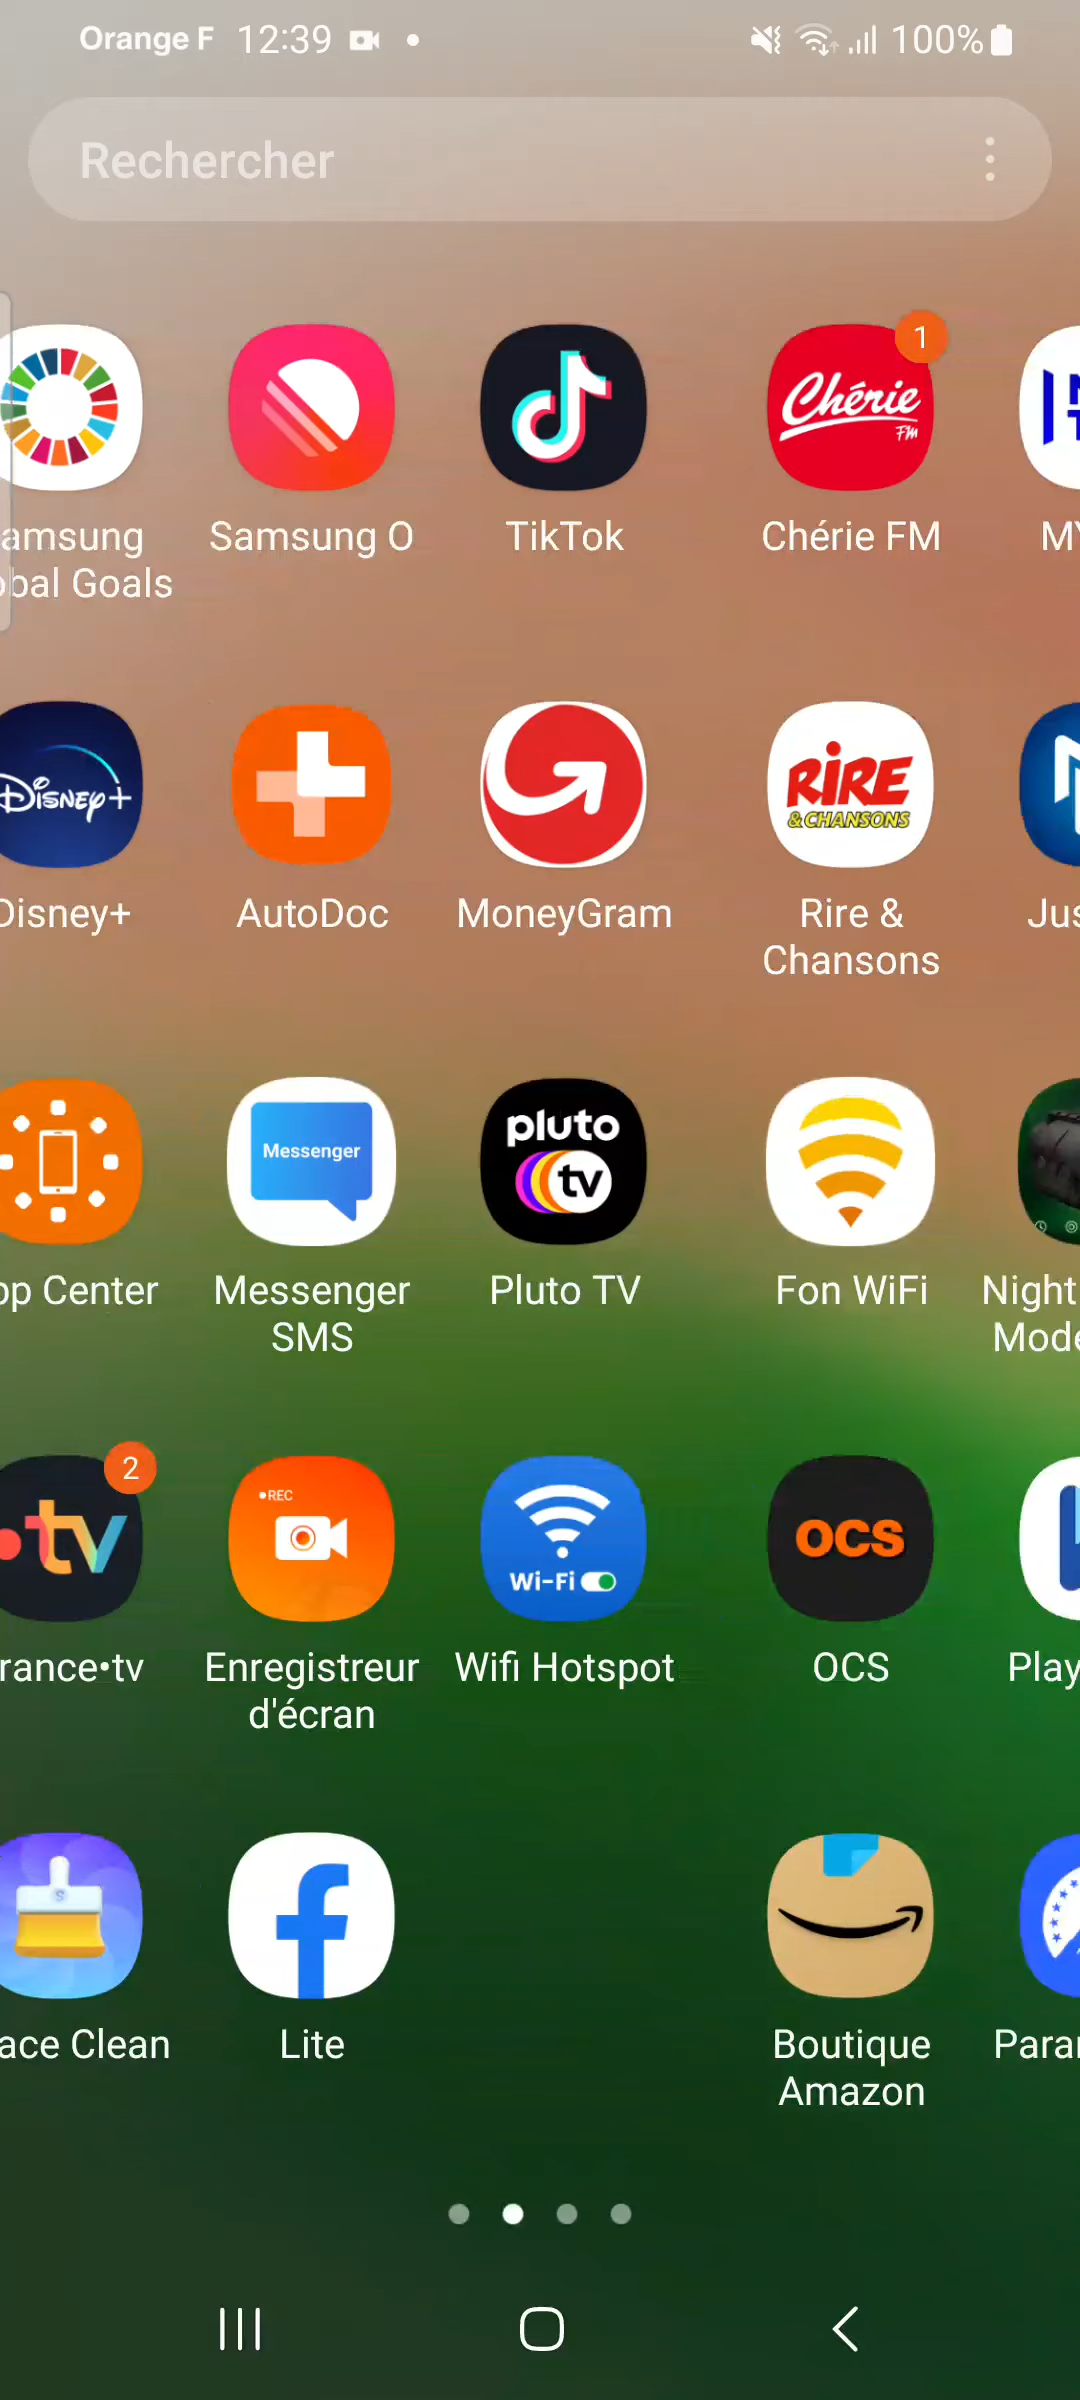 Orange F 12:39 100%
Rechercher
1
Chérie FM
amsung Samsung O TikTok Chérie FM MY
bal Goals
Disney+ RIRE & CHANSONS
Disney+ AutoDoc MoneyGram Rire & Jus
Chansons
Messenger pluto tv
pp Center Messenger Pluto TV Fon WiFi Night
SMS Mode
2
•tv REC Wi-Fi OCS
rance•tv Enregistreur Wifi Hotspot OCS Play
d'écran
S
ace Clean Lite Boutique Para
Amazon